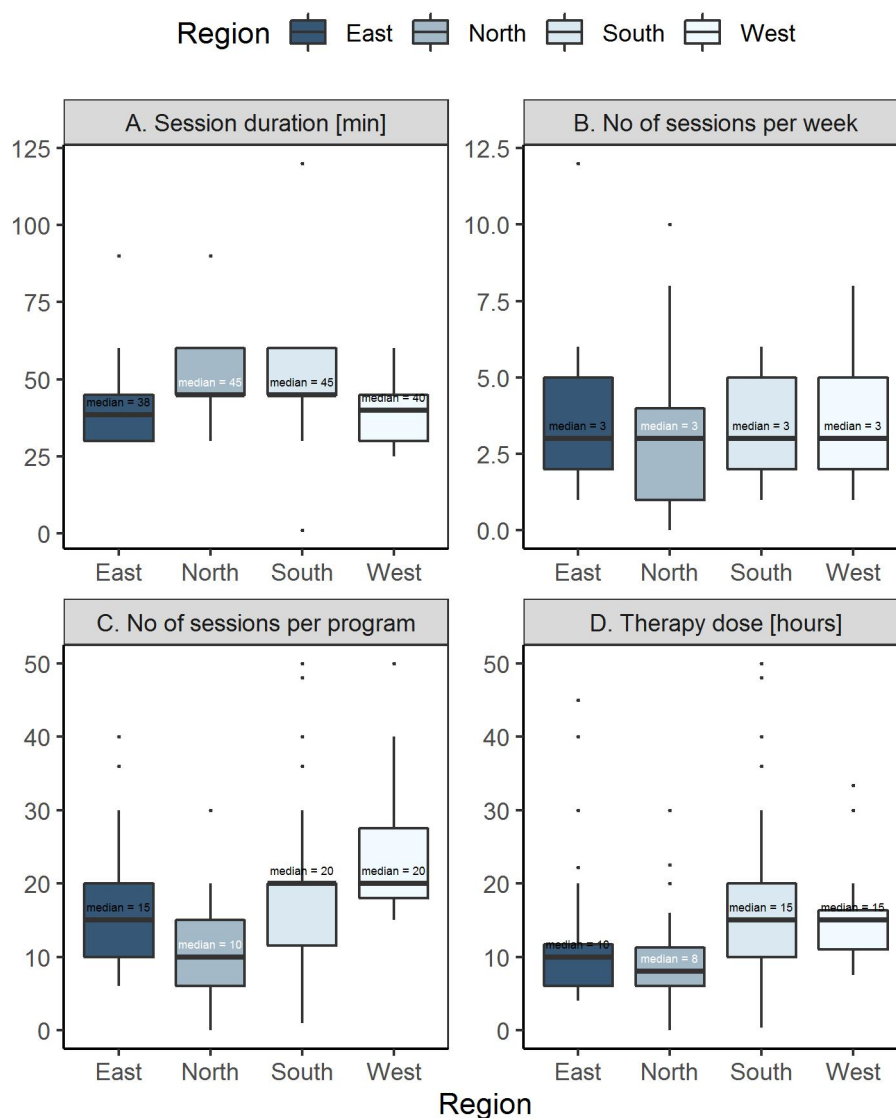 Region East North South West
A. Session duration [min]
125
100
75
50
25
0
median = 38
median = 45
median = 45
median = 40
East North South West
B. No of sessions per week
12.5
10.0
7.5
5.0
2.5
0.0
median = 3
median = 3
median = 3
median = 3
East North South West
C. No of sessions per program
50
40
30
20
10
0
median = 15
median = 10
median = 20
median = 20
East North South West
D. Therapy dose [hours]
50
40
30
20
10
0
median = 10
median = 8
median = 15
median = 15
East North South West
Region